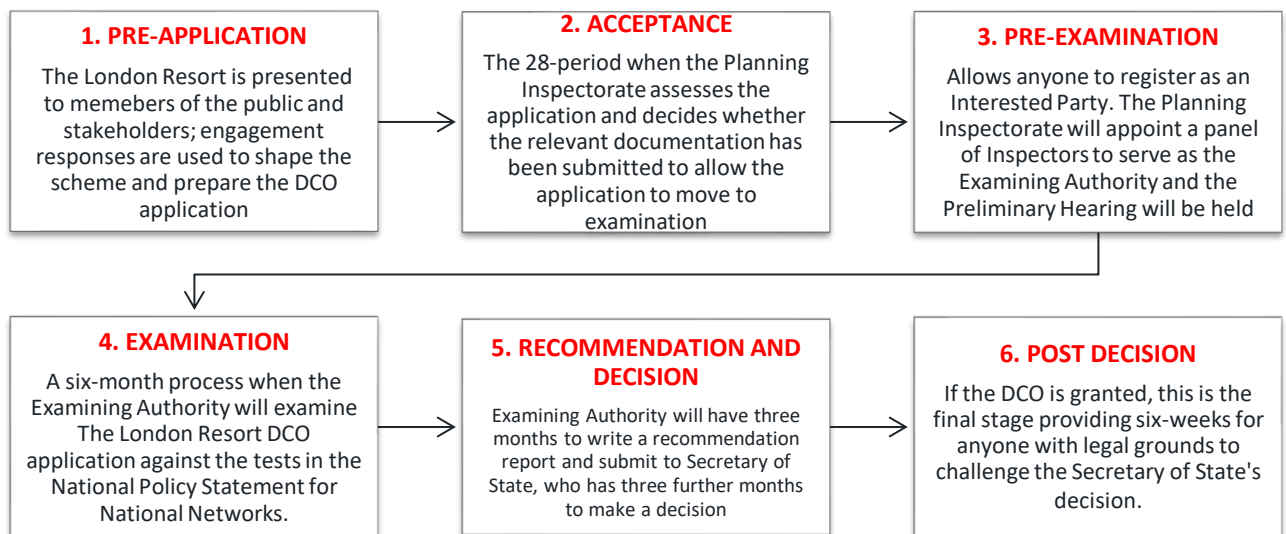 1. PRE-APPLICATION
The London Resort is presented
to memebers of the public and
stakeholders; engagement
responses are used to shape the
scheme and prepare the DCO
application
2. ACCEPTANCE
The 28-period when the Planning
Inspectorate assesses the
application and decides whether
the relevant documentation has
been submitted to allow the
application to move to
examination
3. PRE-EXAMINATION
Allows anyone to register as an
Interested Party. The Planning
Inspectorate will appoint a panel
of Inspectors to serve as the
Examining Authority and the
Preliminary Hearing will be held
4. EXAMINATION
A six-month process when the
Examining Authority will examine
The London Resort DCO
application against the tests in the
National Policy Statement for
National Networks.
5. RECOMMENDATION AND
DECISION
Examining Authority will have three
months to write a recommendation
report and submit to Secretary of
State, who has three further months
to make a decision
6. POST DECISION
If the DCO is granted, this is the
final stage providing six-weeks for
anyone with legal grounds to
challenge the Secretary of State's
decision.